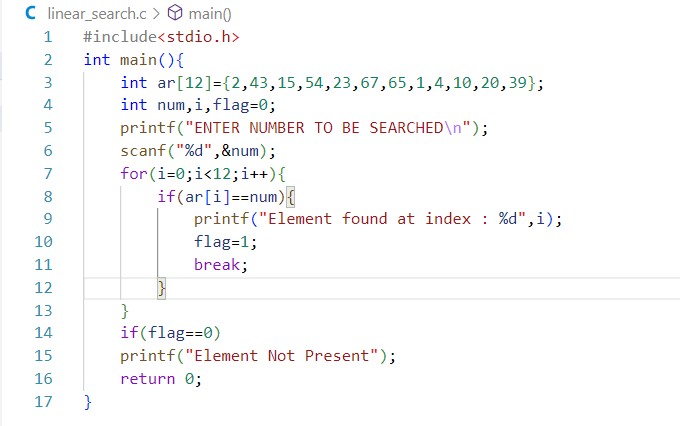 C linear_search.c > main()
1 #include<stdio.h>
2 int main(){
3 int ar[12]={2,43,15,54,23,67,65,1,4,10,20,39};
4 int num,i,flag=0;
5 printf("ENTER NUMBER TO BE SEARCHED\n");
6 scanf("%d",&num);
7 for(i=0;i<12;i++){
8 if(ar[i]==num){
9 printf("Element found at index : %d",i);
10 flag=1;
11 break;
12 }
13 }
14 if(flag==0)
15 printf("Element Not Present");
16 return 0;
17 }